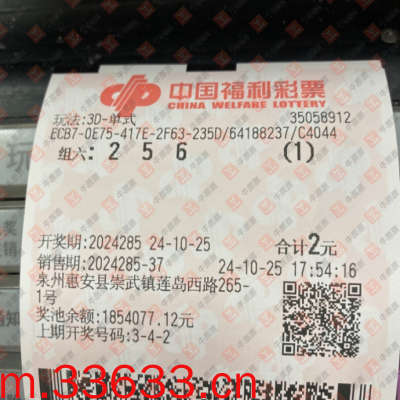 中国福利彩票
CHINA WELFARE LOTTERY
玩法:3D-单式 35058912
ECB7-0E75-417E-2F63-235D/64188237/C4044
组六: 2 5 6 (1)
开奖期:2024285 24-10-25 合计2元
销售期:2024285-37 24-10-25 17:54:16
泉州惠安县崇武镇莲岛西路265-
1号
奖池余额:1854077.12元
上期开奖号码:3-4-2
m.33633.cn